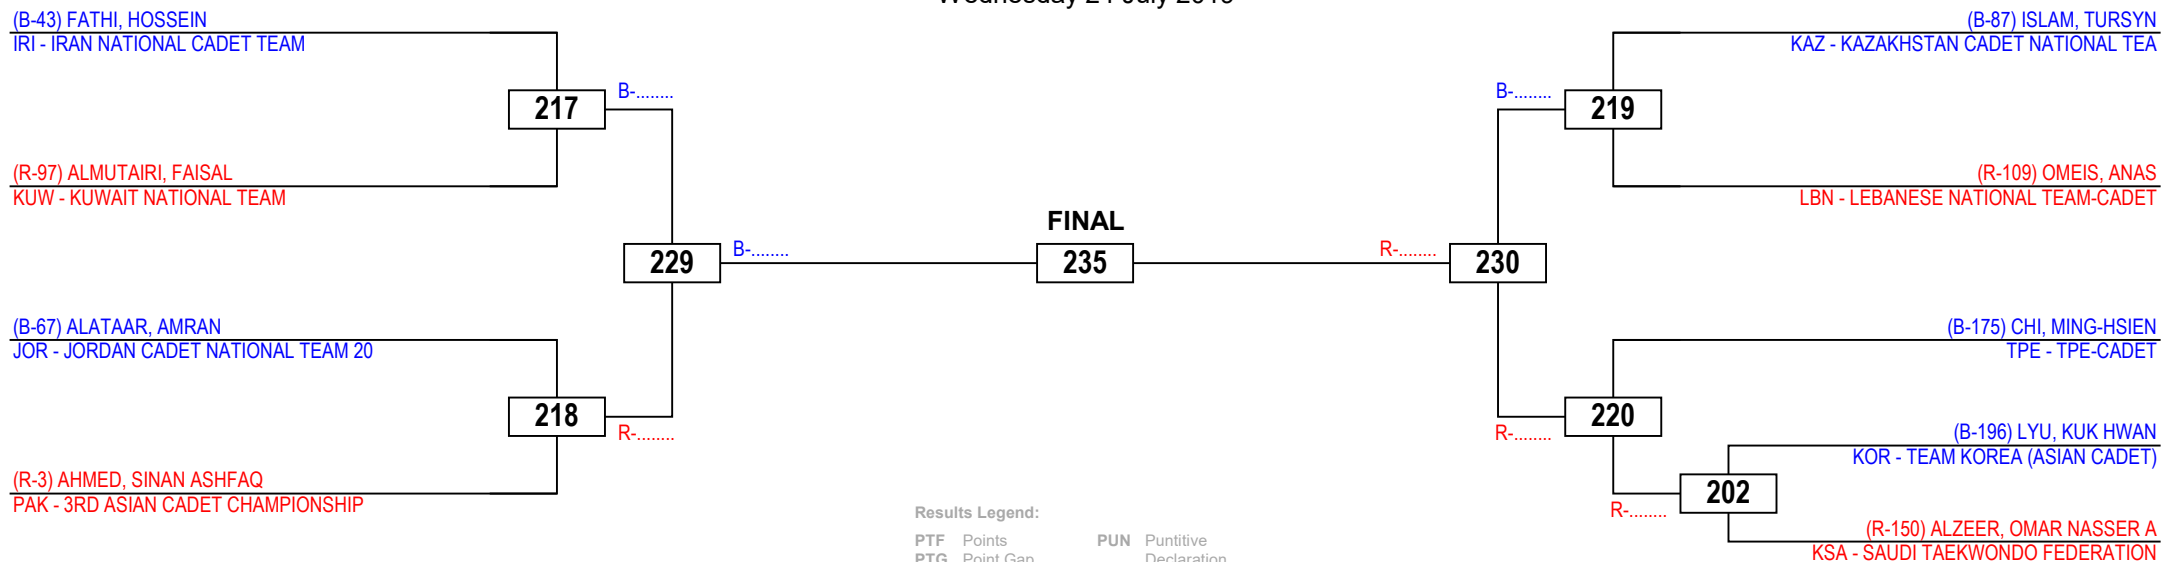 (B-43) FATHI, HOSSEIN
IRI - IRAN NATIONAL CADET TEAM
217
B-........
(R-97) ALMUTAIRI, FAISAL
KUW - KUWAIT NATIONAL TEAM
229
B-........
(B-67) ALATAAR, AMRAN
JOR - JORDAN CADET NATIONAL TEAM 20
218
R-........
(R-3) AHMED, SINAN ASHFAQ
PAK - 3RD ASIAN CADET CHAMPIONSHIP
FINAL
235
(B-87) ISLAM, TURSYN
KAZ - KAZAKHSTAN CADET NATIONAL TEA
B-........
219
(R-109) OMEIS, ANAS
LBN - LEBANESE NATIONAL TEAM-CADET
R-........
230
(B-175) CHI, MING-HSIEN
TPE - TPE-CADET
R-........
220
(B-196) LYU, KUK HWAN
KOR - TEAM KOREA (ASIAN CADET)
R-........
202
(R-150) ALZEER, OMAR NASSER A
KSA - SAUDI TAEKWONDO FEDERATION
Results Legend:
PTF Points
PTG Point Gap
PUN Puntitive
Declaration